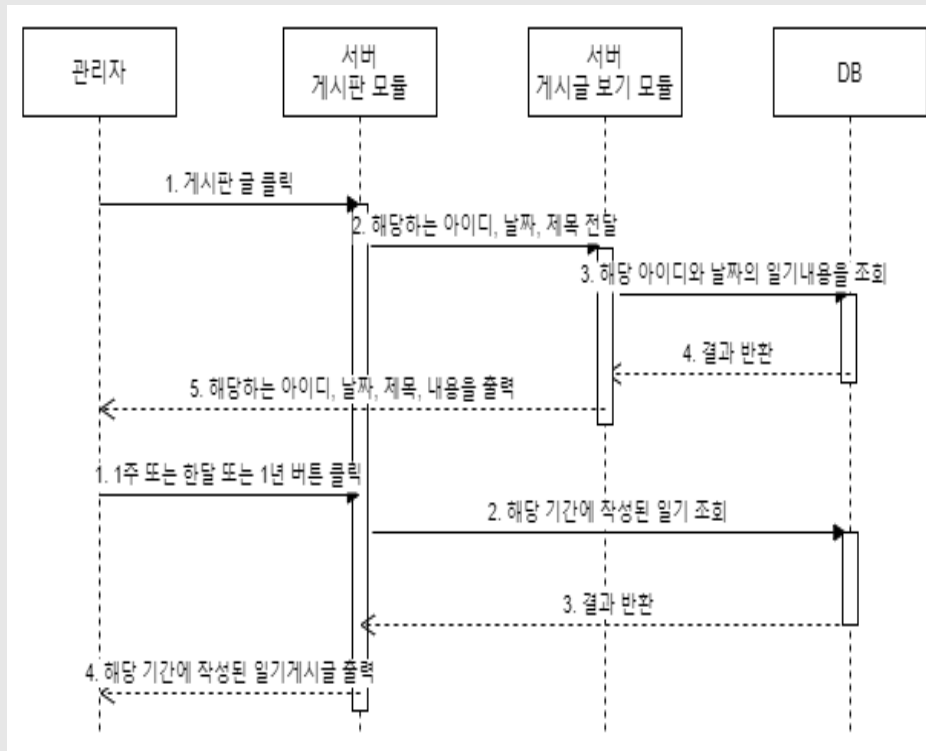 관리자
서버
게시판 모듈
서버
게시글 보기 모듈
DB
1. 게시판 글 클릭
2. 해당하는 아이디, 날짜, 제목 전달
3. 해당 아이디와 날짜의 일기내용을 조회
4. 결과 반환
5. 해당하는 아이디, 날짜, 제목, 내용을 출력
1. 1주 또는 한달 또는 1년 버튼 클릭
2. 해당 기간에 작성된 일기 조회
3. 결과 반환
4. 해당 기간에 작성된 일기게시글 출력